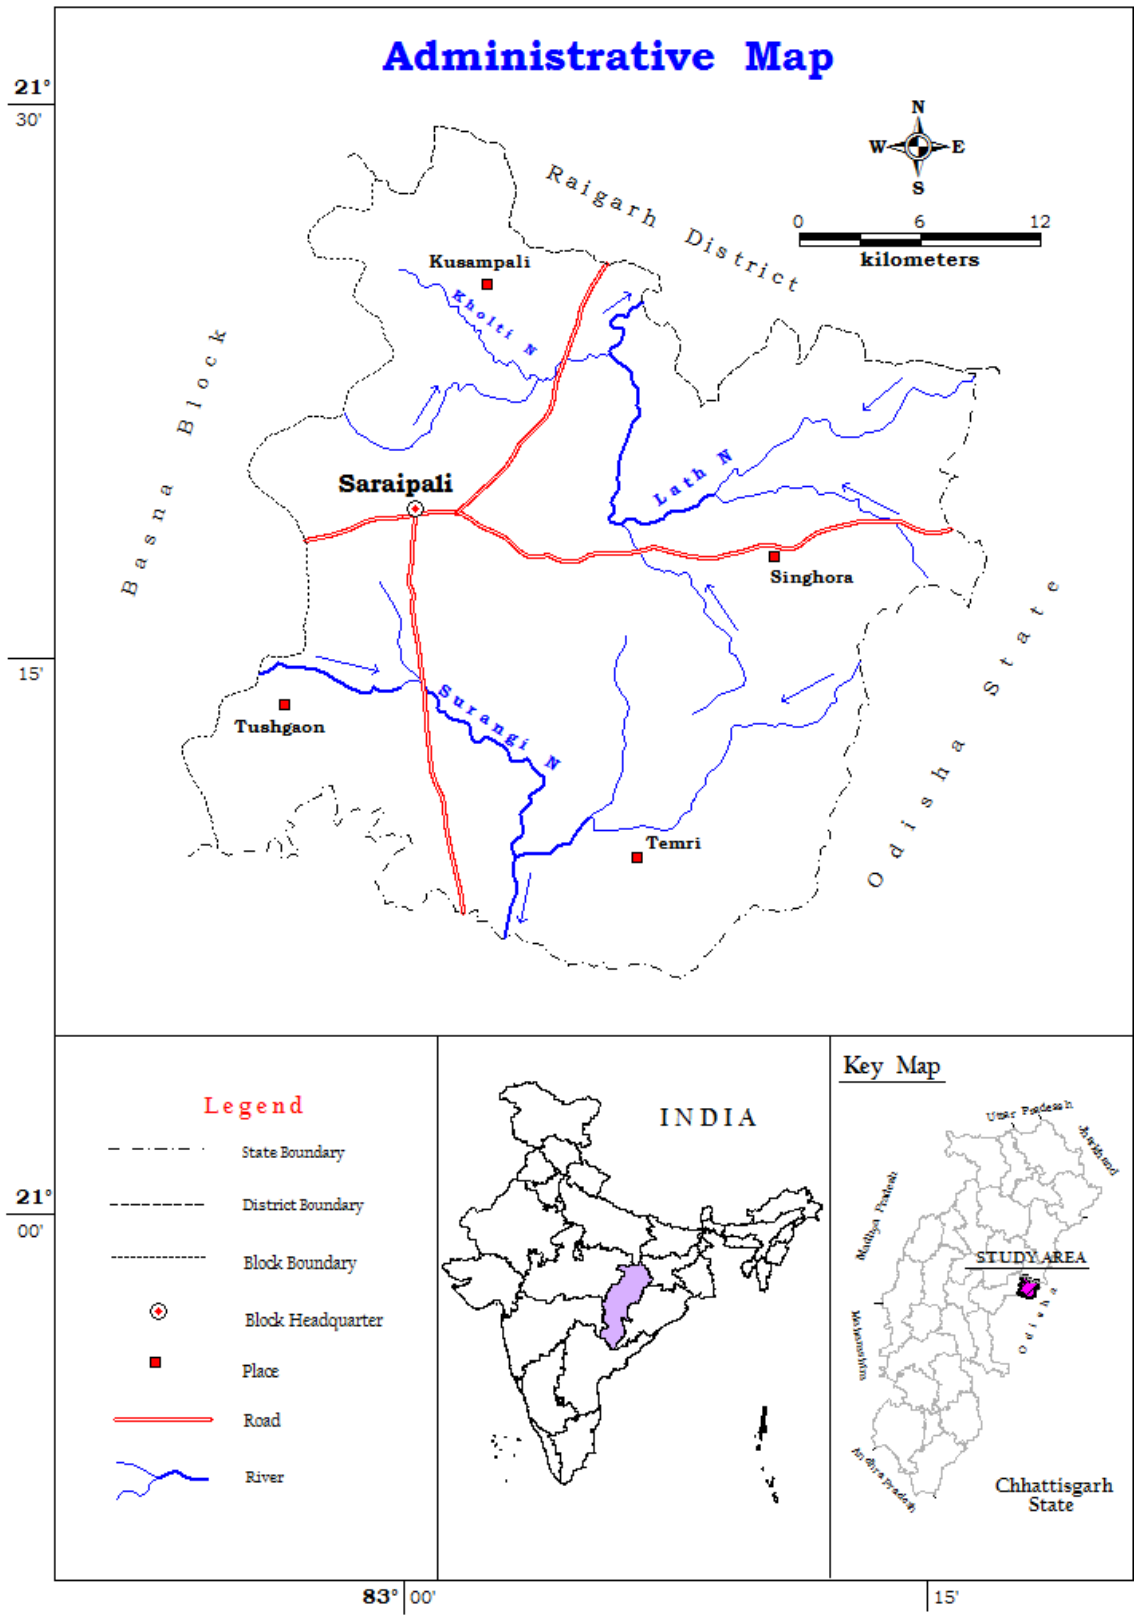 Administrative Map
21°
30'
N
W E
S
Raigarh District
0 6 12
kilometers
Kusampali
Kholti N
Basna Block
Lath N
Saraipali
Singhora
Odisha State
15'
Tushgaon
Surangi N
Temri
Legend
State Boundary
District Boundary
Block Boundary
Block Headquarter
Place
Road
River
21°
00'
INDIA
Key Map
Uttar Pradesh
Jharkhand
Madhya Pradesh
STUDY AREA
Odisha
Maharashtra
Andhra Pradesh
Chhattisgarh
State
83° 00' 15'